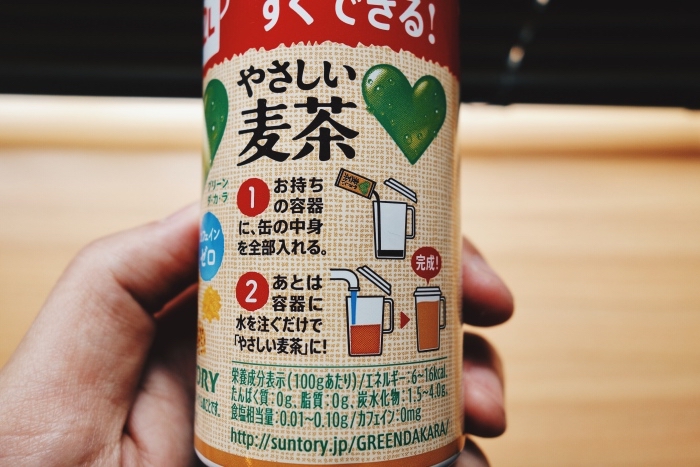 すぐできる!
やさしい
麦茶
グリーン
ダ・カ・ラ
ゼロ
1 お持ち
の容器
に、缶の中身
を全部入れる。
2 あとは
容器に
水を注ぐだけで
「やさしい麦茶」に!
完成!
栄養成分表示(100gあたり)/エネルギー:6~16kcal、
たんぱく質:0g、脂質:0g、炭水化物:1.5~4.0g、
食塩相当量:0.01~0.10g/カフェイン:0mg
http://suntory.jp/GREENDAKARA/